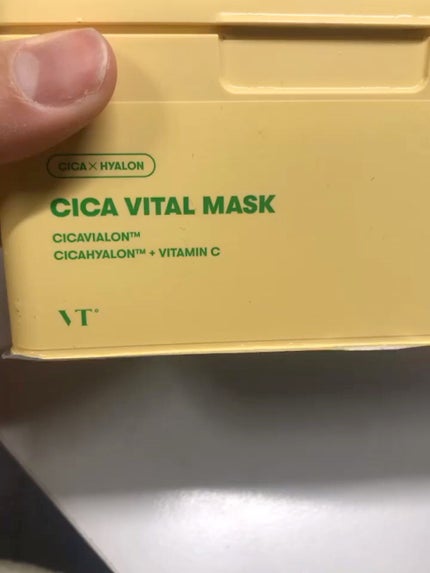 CICA × HYALON
CICA VITAL MASK
CICAVIALON™
CICAHYALON™ + VITAMIN C
VT°